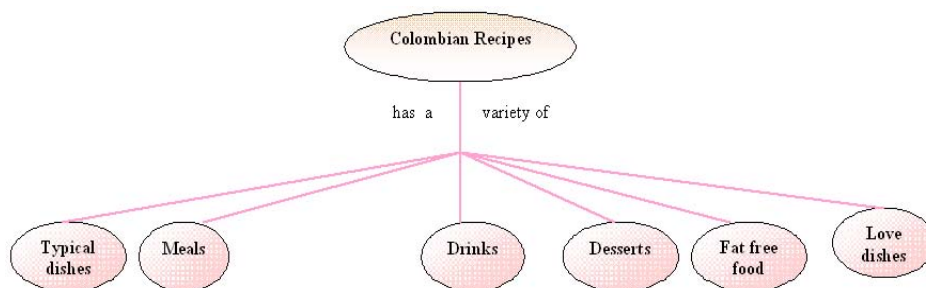 Colombian Recipes
has a variety of
Typical
dishes
Meals
Drinks
Desserts
Fat free
food
Love
dishes